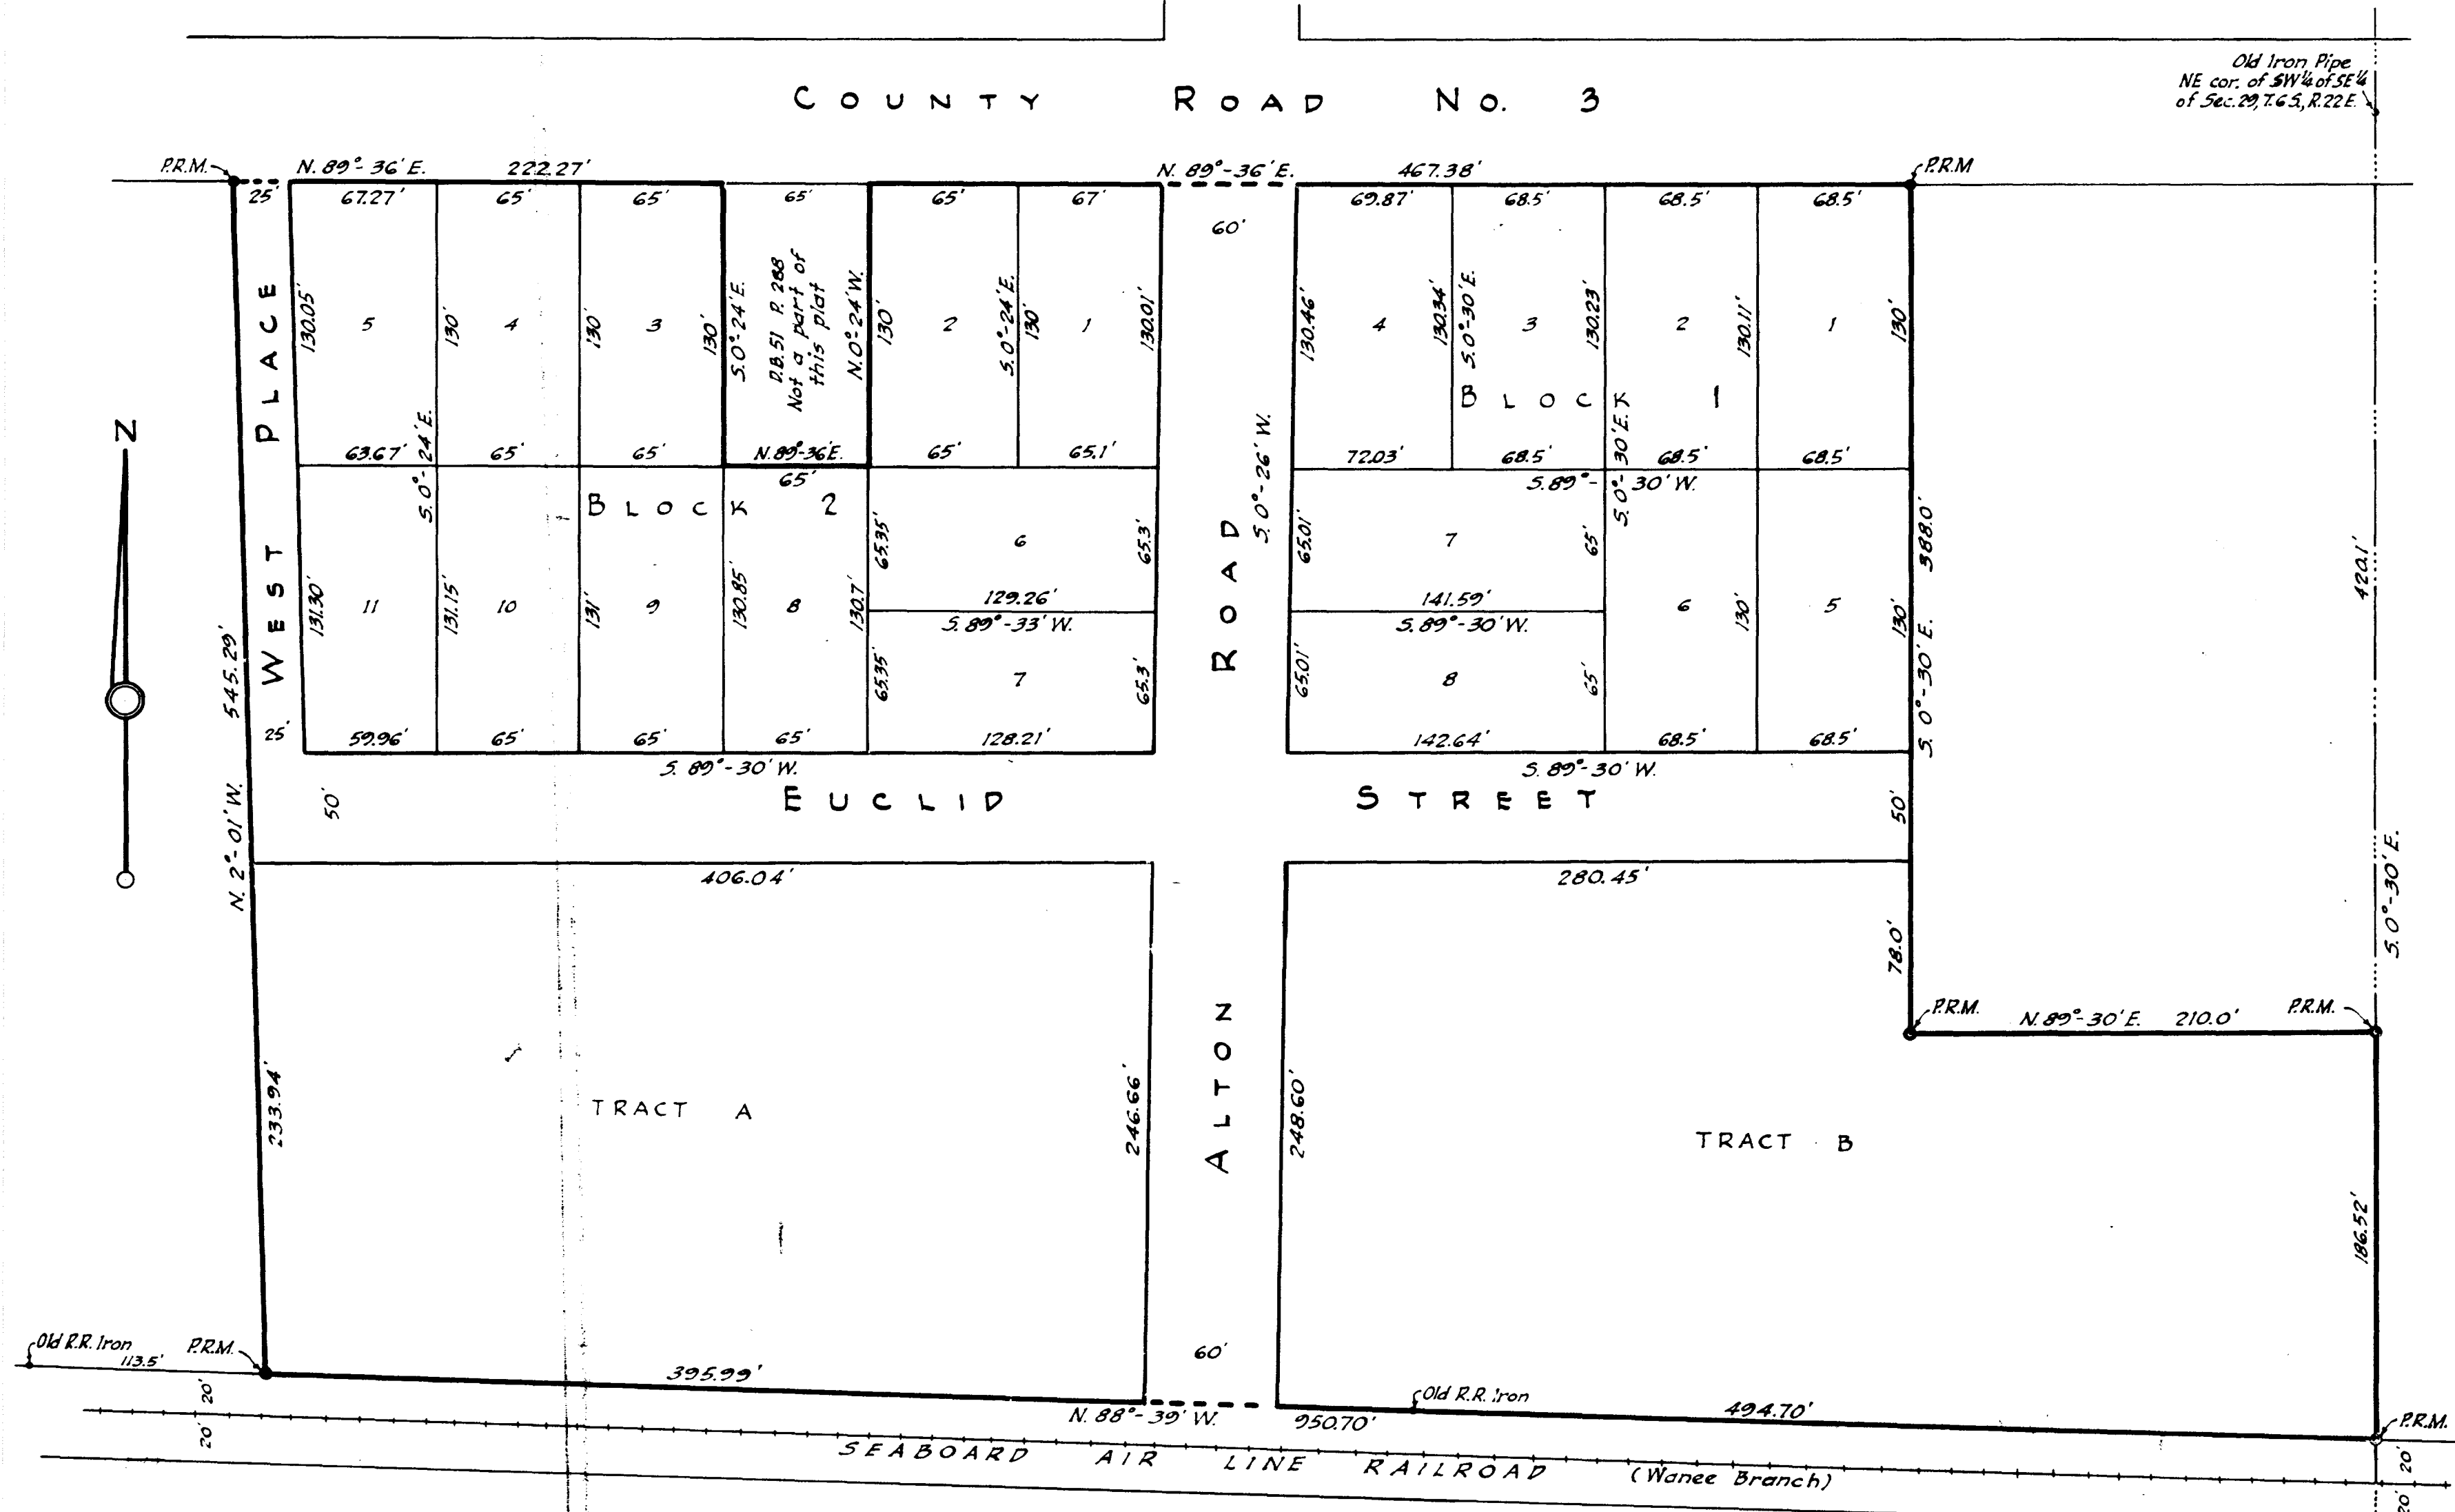 Old Iron Pipe
NE cor. of SW ¼ of SE ¼
of Sec. 29, T. 6 S., R. 22 E.
COUNTY ROAD No. 3
P.R.M.
N. 89°-36' E. 222.27'
N. 89°-36' E. 467.38'
P.R.M
25' 67.27' 65' 65' 65' 65' 67' 69.87' 68.5' 68.5' 68.5'
60'
130.05'
5
130'
4
130'
3
130'
S. 0°-24' E.
D.B. 51 P. 288
Not a part of
this plat
N. 0°-24' W.
130'
2
S. 0°-24' E.
130'
1
130.01'
130.46'
4
130.34'
S. 0°-30' E.
3
130.23'
2
130.11'
1
130'
BLOCK 1
N
WEST PLACE
63.67' 65' 65' N. 89°-36' E. 65' 65.1' 72.03' 68.5' 68.5' 68.5'
S. 0°-24' E.
65'
S. 0°-26' W.
S. 89°-30' W.
S. 0°-30' E.
BLOCK 2
131.30'
11
131.15'
10
131'
9
130.85'
8
130.7'
65.35'
6
65.3'
129.26'
S. 89°-33' W.
65.35'
7
65.3'
65.01'
7
65'
141.59'
S. 89°-30' W.
65.01'
8
65'
6
130'
5
130'
S. 0°-30' E. 388.0'
420.1'
S. 0°-30' E.
N. 2°-01' W. 545.29'
25' 59.96' 65' 65' 65' 128.21' 142.64' 68.5' 68.5'
S. 89°-30' W.
S. 89°-30' W.
50'
EUCLID STREET
50'
406.04'
280.45'
78.0'
P.R.M.
N. 89°-30' E. 210.0'
P.R.M.
ALTON ROAD
233.94'
TRACT A
246.66'
248.60'
TRACT B
186.52'
60'
Old R.R. Iron
113.5'
P.R.M.
395.99'
Old R.R. Iron
494.70'
N. 88°-39' W. 950.70'
P.R.M.
20'
20'
SEABOARD AIR LINE RAILROAD (Wanee Branch)
20'
20'